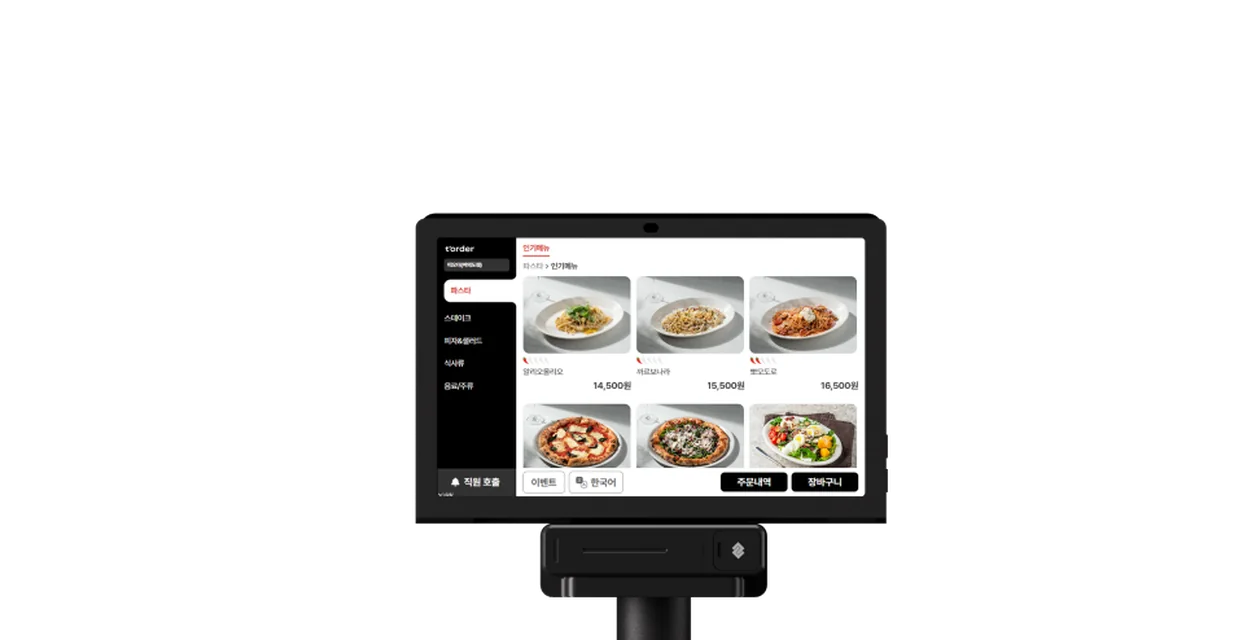 t'order
파스타
스테이크
피자&샐러드
식사류
음료/주류
직원 호출
인기메뉴
파스타 > 인기메뉴
알리오올리오
14,500원
까르보나라
15,500원
뽀모도로
16,500원
이벤트
한국어
주문내역
장바구니